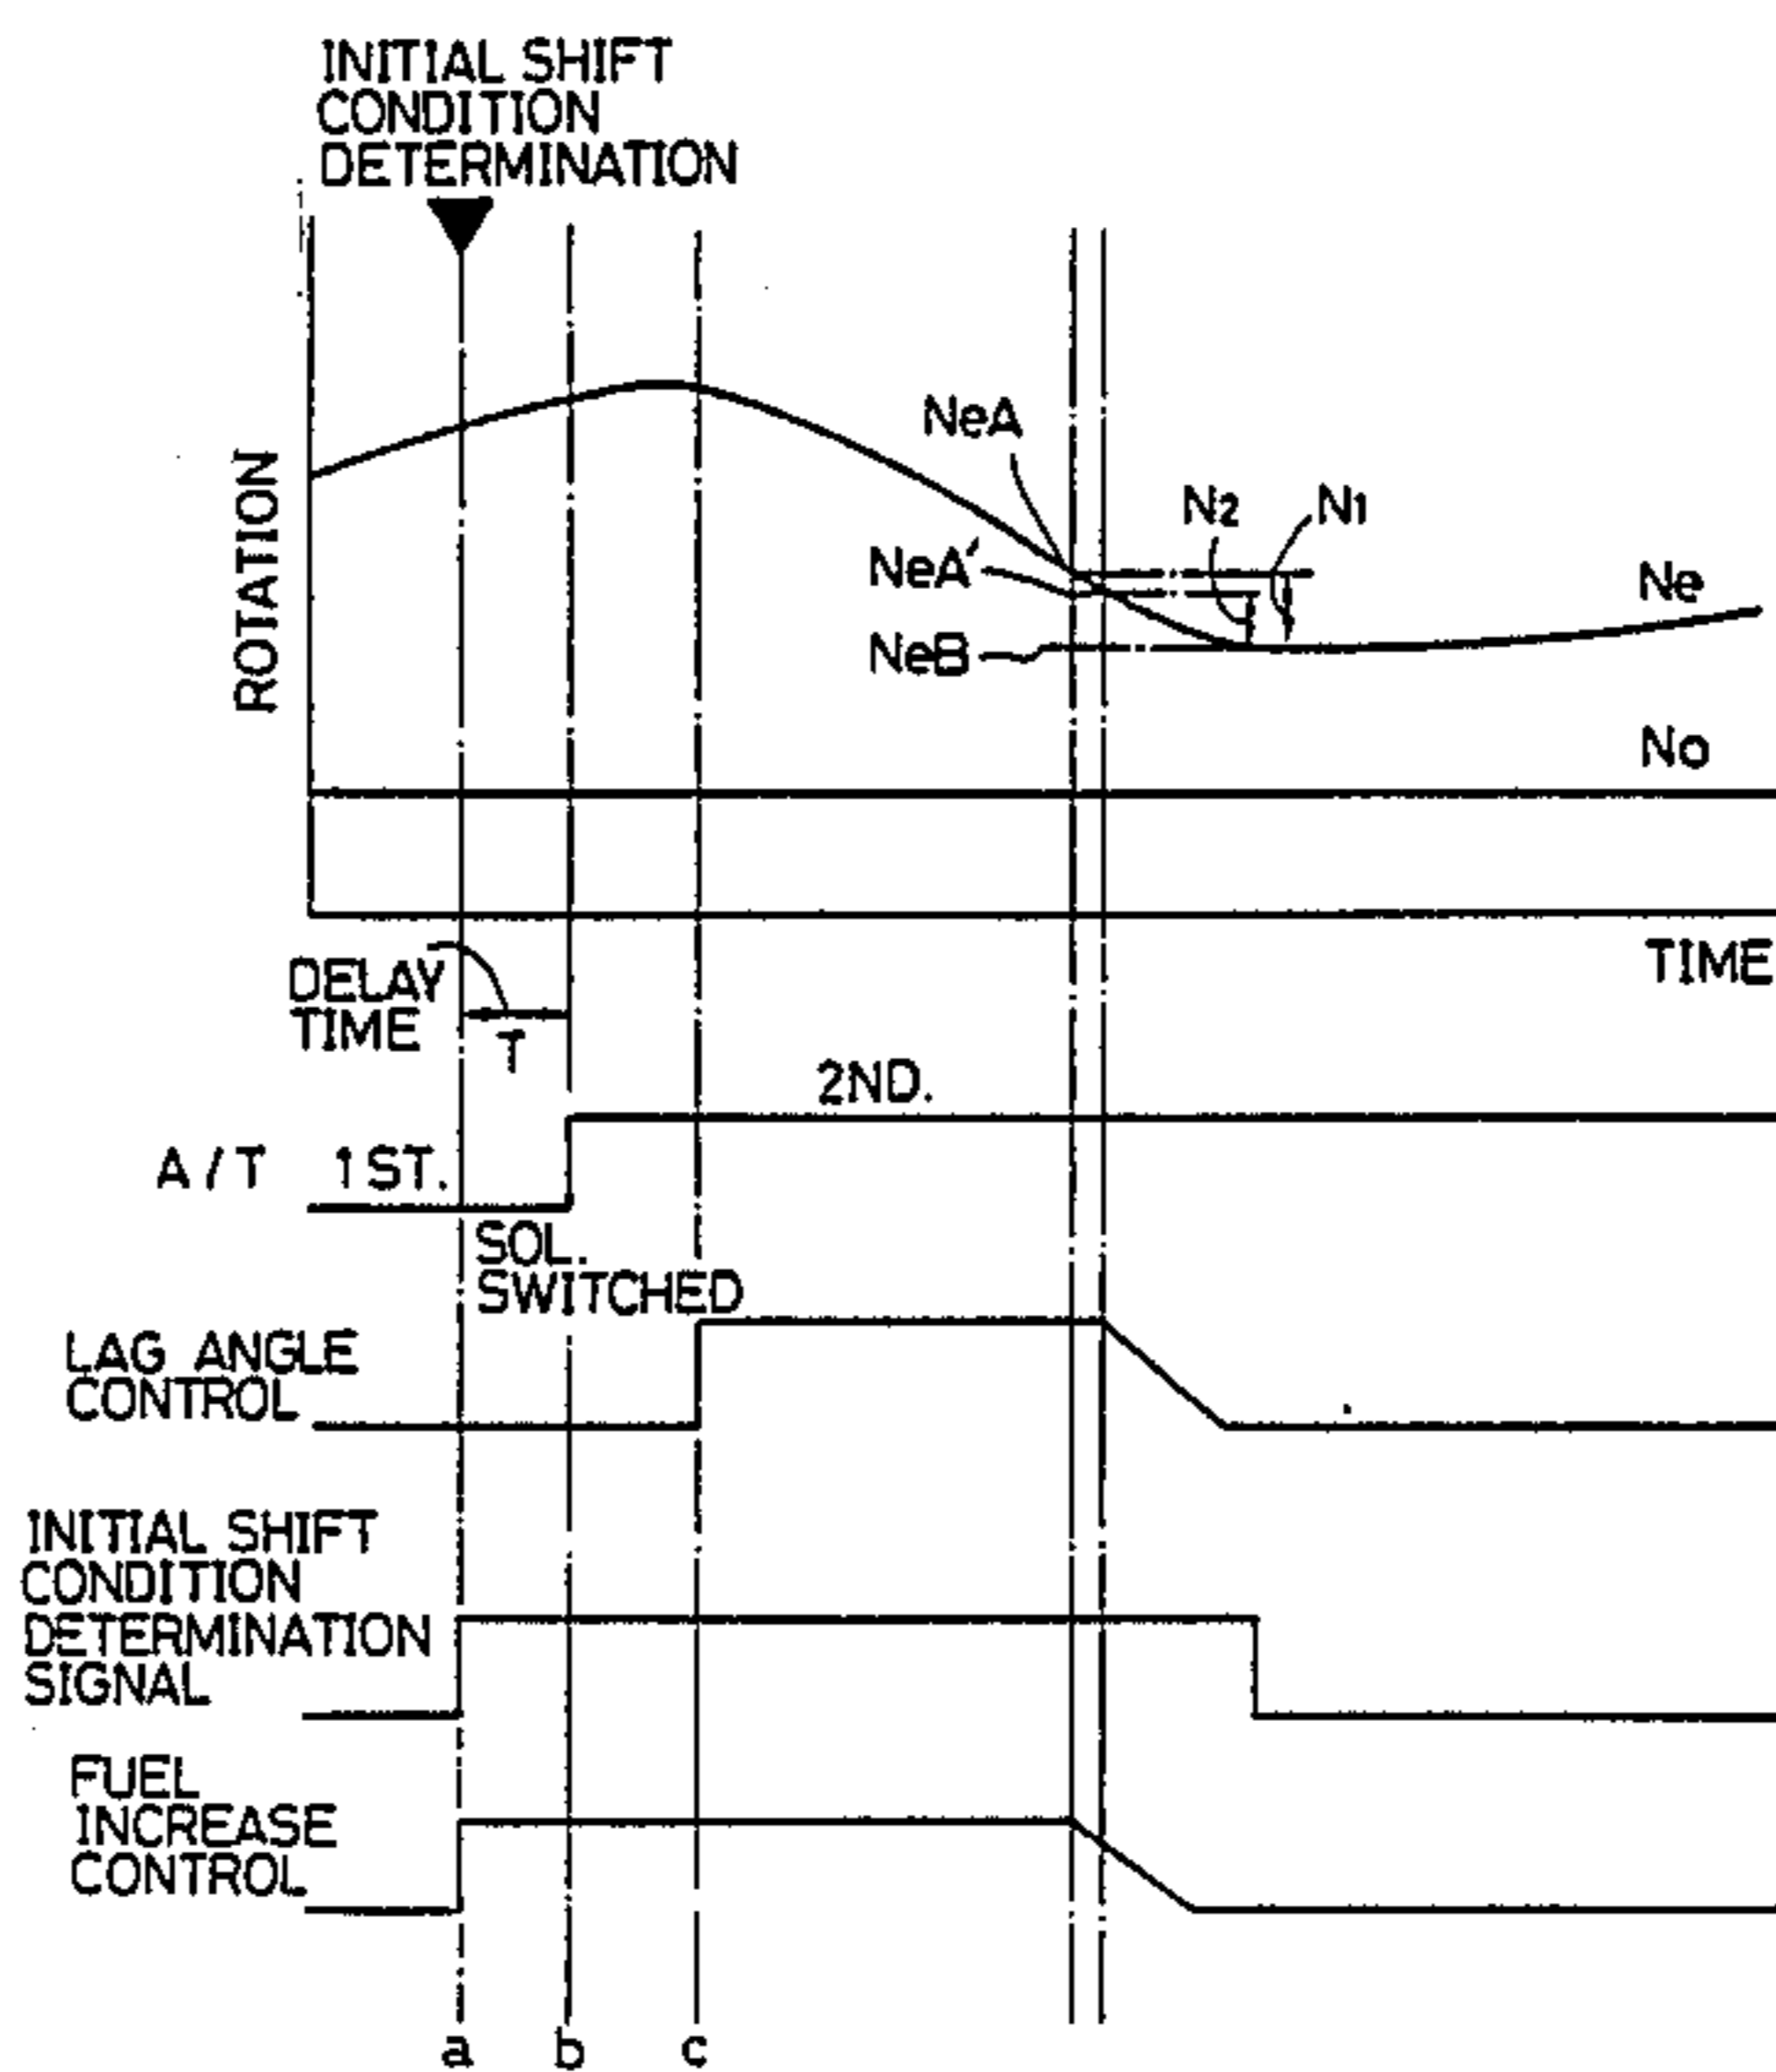 INITIAL SHIFT
CONDITION
DETERMINATION
ROTATION
NeA
N2
N1
NeA′
Ne
NeB
No
TIME
DELAY
TIME
T
2ND.
A/T 1ST.
SOL.
SWITCHED
LAG ANGLE
CONTROL
INITIAL SHIFT
CONDITION
DETERMINATION
SIGNAL
FUEL
INCREASE
CONTROL
a b c